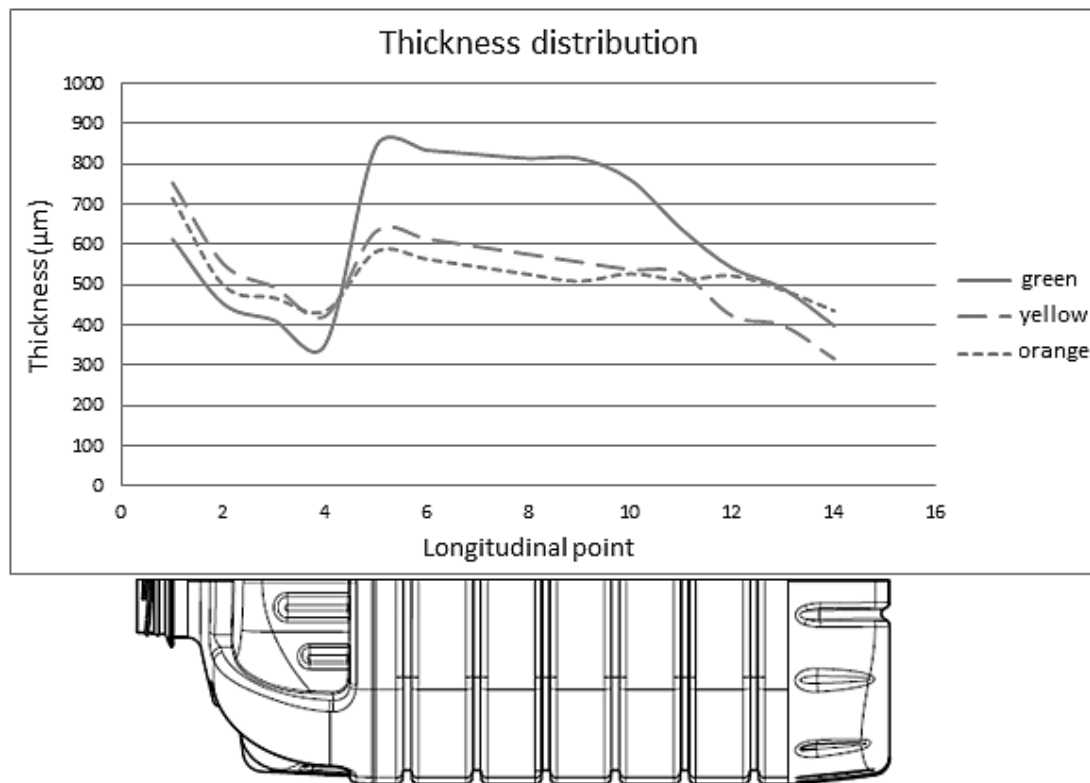 Thickness distribution
1000
900
800
700
600
500
400
300
200
100
0
Thickness (μm)
0 2 4 6 8 10 12 14 16
Longitudinal point
green
yellow
orange